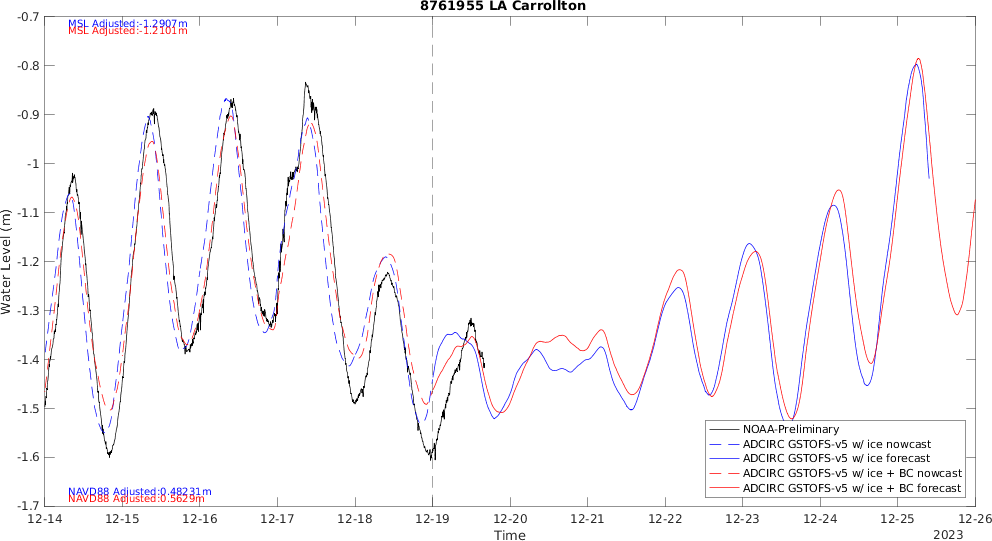 8761955 LA Carrollton
MSL Adjusted:-1.2907m
MSL Adjusted:-1.2101m
-0.7
-0.8
-0.9
-1
-1.1
-1.2
-1.3
-1.4
-1.5
-1.6
-1.7
Water Level (m)
NOAA-Preliminary
ADCIRC GSTOFS-v5 w/ ice nowcast
ADCIRC GSTOFS-v5 w/ ice forecast
ADCIRC GSTOFS-v5 w/ ice + BC nowcast
ADCIRC GSTOFS-v5 w/ ice + BC forecast
NAVD88 Adjusted:0.48231m
NAVD88 Adjusted:0.5629m
12-14 12-15 12-16 12-17 12-18 12-19 12-20 12-21 12-22 12-23 12-24 12-25 12-26
Time
2023